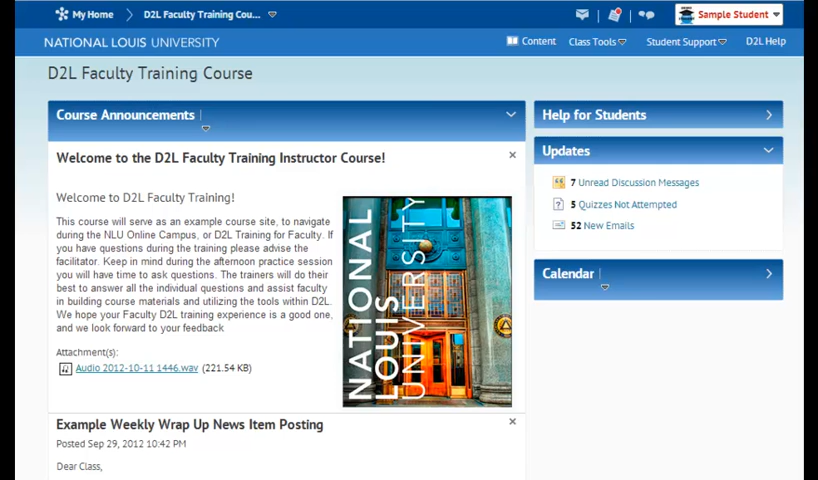 My Home
D2L Faculty Training Cou...
Sample Student
NATIONAL LOUIS UNIVERSITY
Content
Class Tools
Student Support
D2L Help
D2L Faculty Training Course
Course Announcements
Welcome to the D2L Faculty Training Instructor Course!
Welcome to D2L Faculty Training!
This course will serve as an example course site, to navigate
during the NLU Online Campus, or D2L Training for Faculty. If
you have questions during the training please advise the
facilitator. Keep in mind during the afternoon practice session
you will have time to ask questions. The trainers will do their
best to answer all the individual questions and assist faculty
in building course materials and utilizing the tools within D2L.
We hope your Faculty D2L training experience is a good one,
and we look forward to your feedback
NATIONAL
LOUIS
UNIVERSITY
Attachment(s):
Audio 2012-10-11 1446.wav (221.54 KB)
Example Weekly Wrap Up News Item Posting
Posted Sep 29, 2012 10:42 PM
Dear Class,
Help for Students
Updates
7 Unread Discussion Messages
5 Quizzes Not Attempted
52 New Emails
Calendar